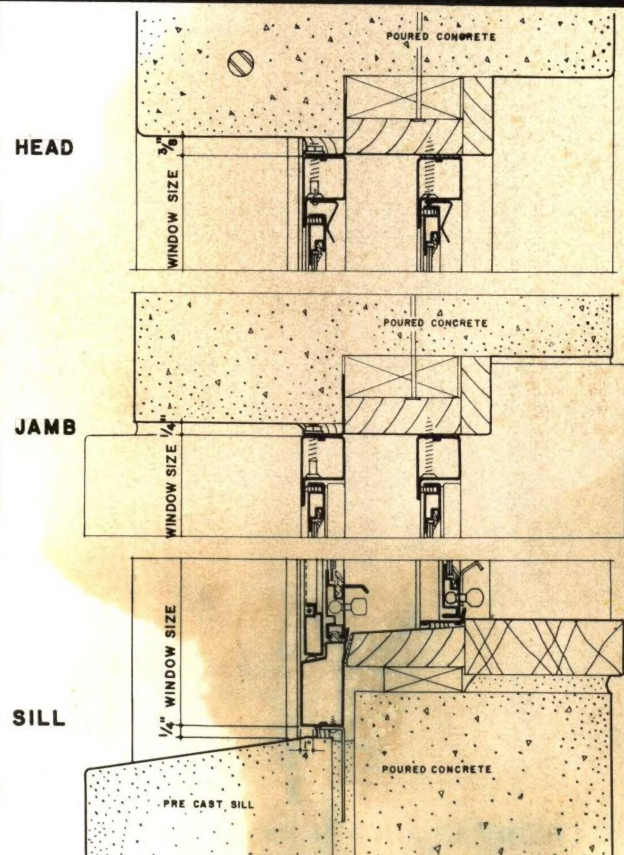 POURED CONCRETE
HEAD
3/8"
WINDOW SIZE
POURED CONCRETE
JAMB
1/4"
WINDOW SIZE
WINDOW SIZE
SILL
1/4"
POURED CONCRETE
PRE CAST SILL